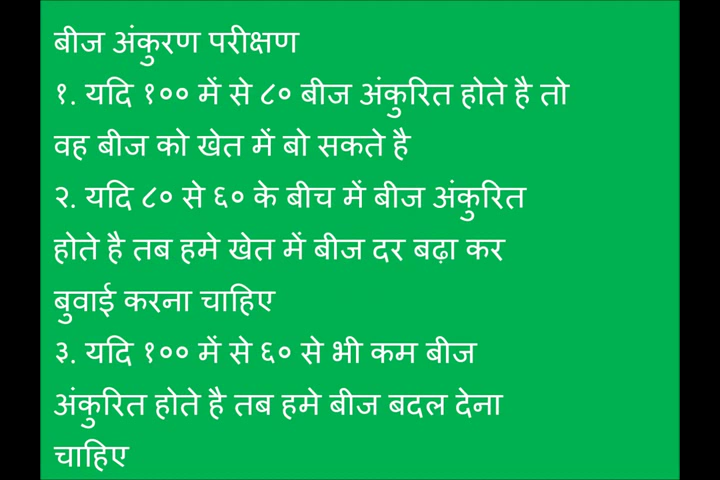 बीज अंकुरण परीक्षण
१. यदि १०० में से ८० बीज अंकुरित होते है तो
वह बीज को खेत में बो सकते है
२. यदि ८० से ६० के बीच में बीज अंकुरित
होते है तब हमे खेत में बीज दर बढ़ा कर
बुवाई करना चाहिए
३. यदि १०० में से ६० से भी कम बीज
अंकुरित होते है तब हमे बीज बदल देना
चाहिए